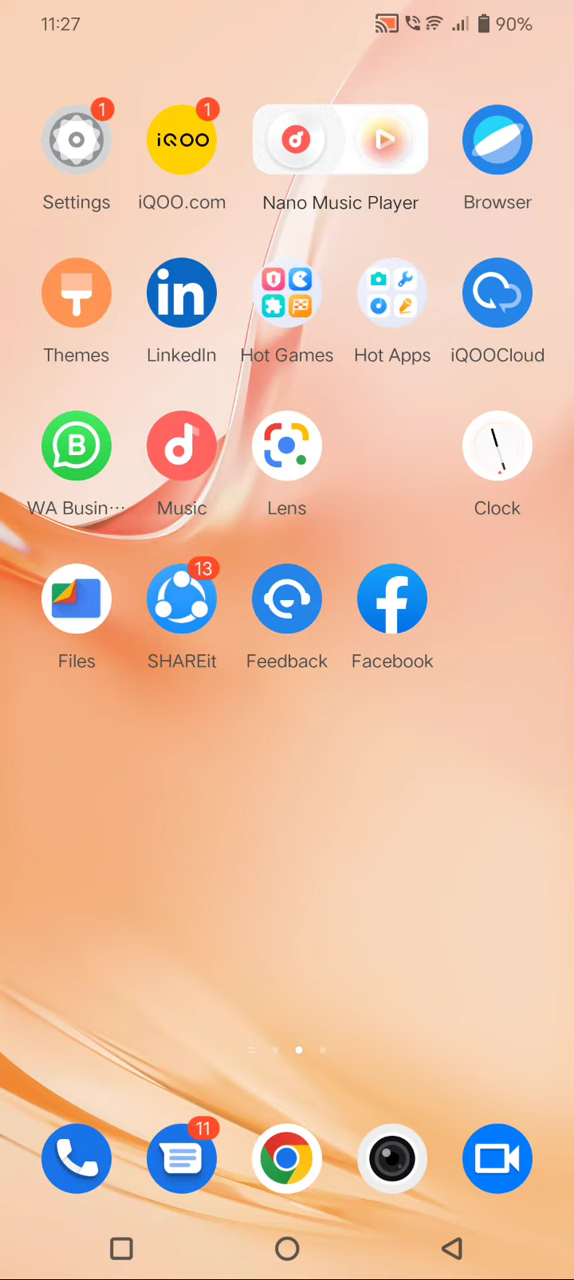 11:27 90%
1 1
iQOO
Settings iQOO.com Nano Music Player Browser
in
Themes LinkedIn Hot Games Hot Apps iQOOCloud
B
WA Busin··· Music Lens Clock
13
f
Files SHAREit Feedback Facebook
11